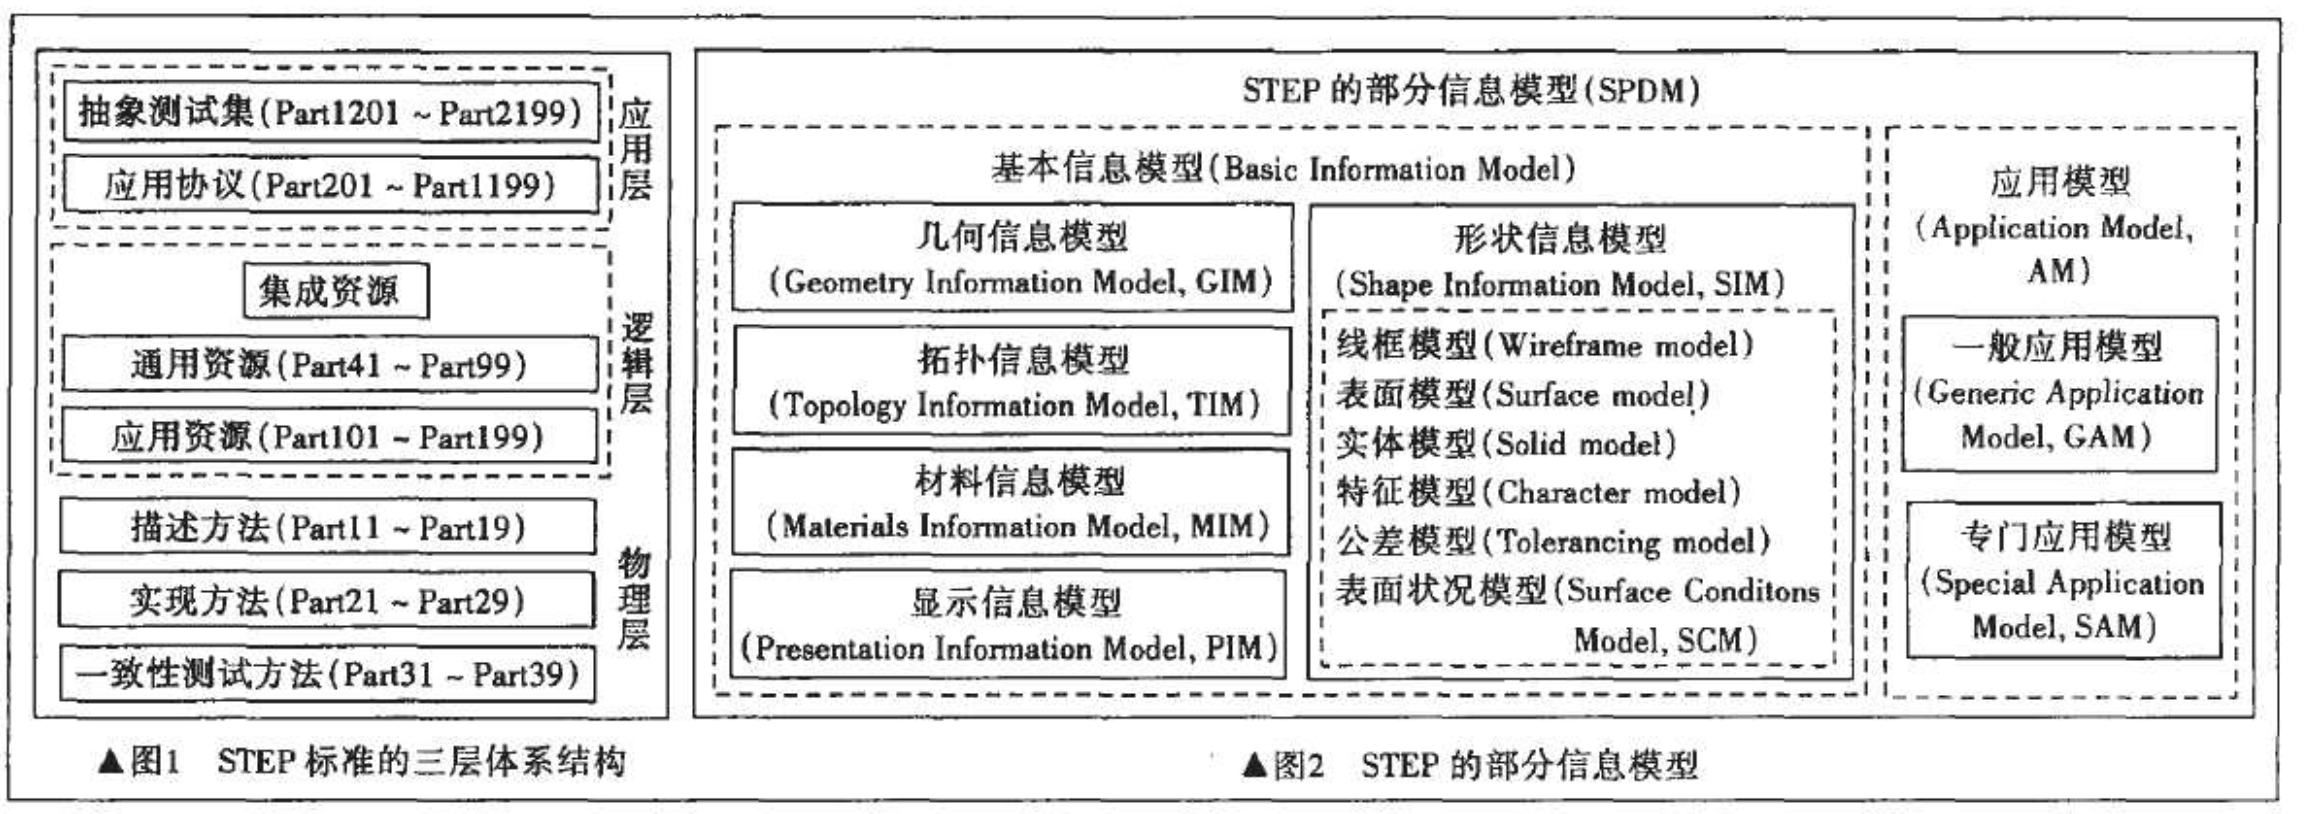 抽象测试集(Part1201 ~ Part2199)
应用协议(Part201 ~ Part1199)
应用层
集成资源
通用资源(Part41 ~ Part99)
应用资源(Part101 ~ Part199)
逻辑层
描述方法(Part11 ~ Part19)
实现方法(Part21 ~ Part29)
一致性测试方法(Part31 ~ Part39)
物理层
▲图1 STEP 标准的三层体系结构
STEP 的部分信息模型(SPDM)
基本信息模型(Basic Information Model)
几何信息模型
(Geometry Information Model, GIM)
拓扑信息模型
(Topology Information Model, TIM)
材料信息模型
(Materials Information Model, MIM)
显示信息模型
(Presentation Information Model, PIM)
形状信息模型
(Shape Information Model, SIM)
线框模型(Wireframe model)
表面模型(Surface model)
实体模型(Solid model)
特征模型(Character model)
公差模型(Tolerancing model)
表面状况模型(Surface Conditons
Model, SCM)
应用模型
(Application Model,
AM)
一般应用模型
(Generic Application
Model, GAM)
专门应用模型
(Special Application
Model, SAM)
▲图2 STEP 的部分信息模型